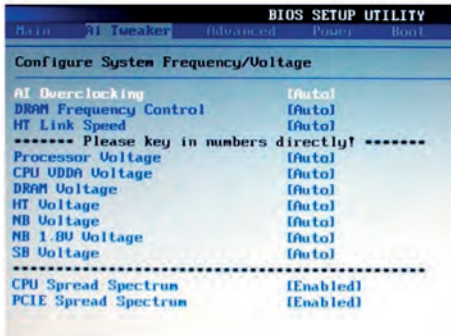 BIOS SETUP UTILITY
Main Ai Tweaker Advanced Power Boot
Configure System Frequency/Voltage
AI Overclocking [Auto]
DRAM Frequency Control [Auto]
HT Link Speed [Auto]
******* Please key in numbers directly! *******
Processor Voltage [Auto]
CPU VDDA Voltage [Auto]
DRAM Voltage [Auto]
HT Voltage [Auto]
NB Voltage [Auto]
NB 1.8V Voltage [Auto]
SB Voltage [Auto]
CPU Spread Spectrum [Enabled]
PCIE Spread Spectrum [Enabled]